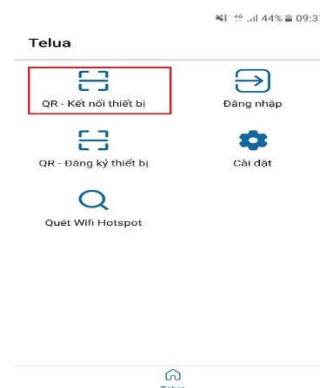 44% 09:3
Telua
QR - Kết nối thiết bị
Đăng nhập
QR - Đăng ký thiết bị
Cài đặt
Quét Wifi Hotspot
Telua